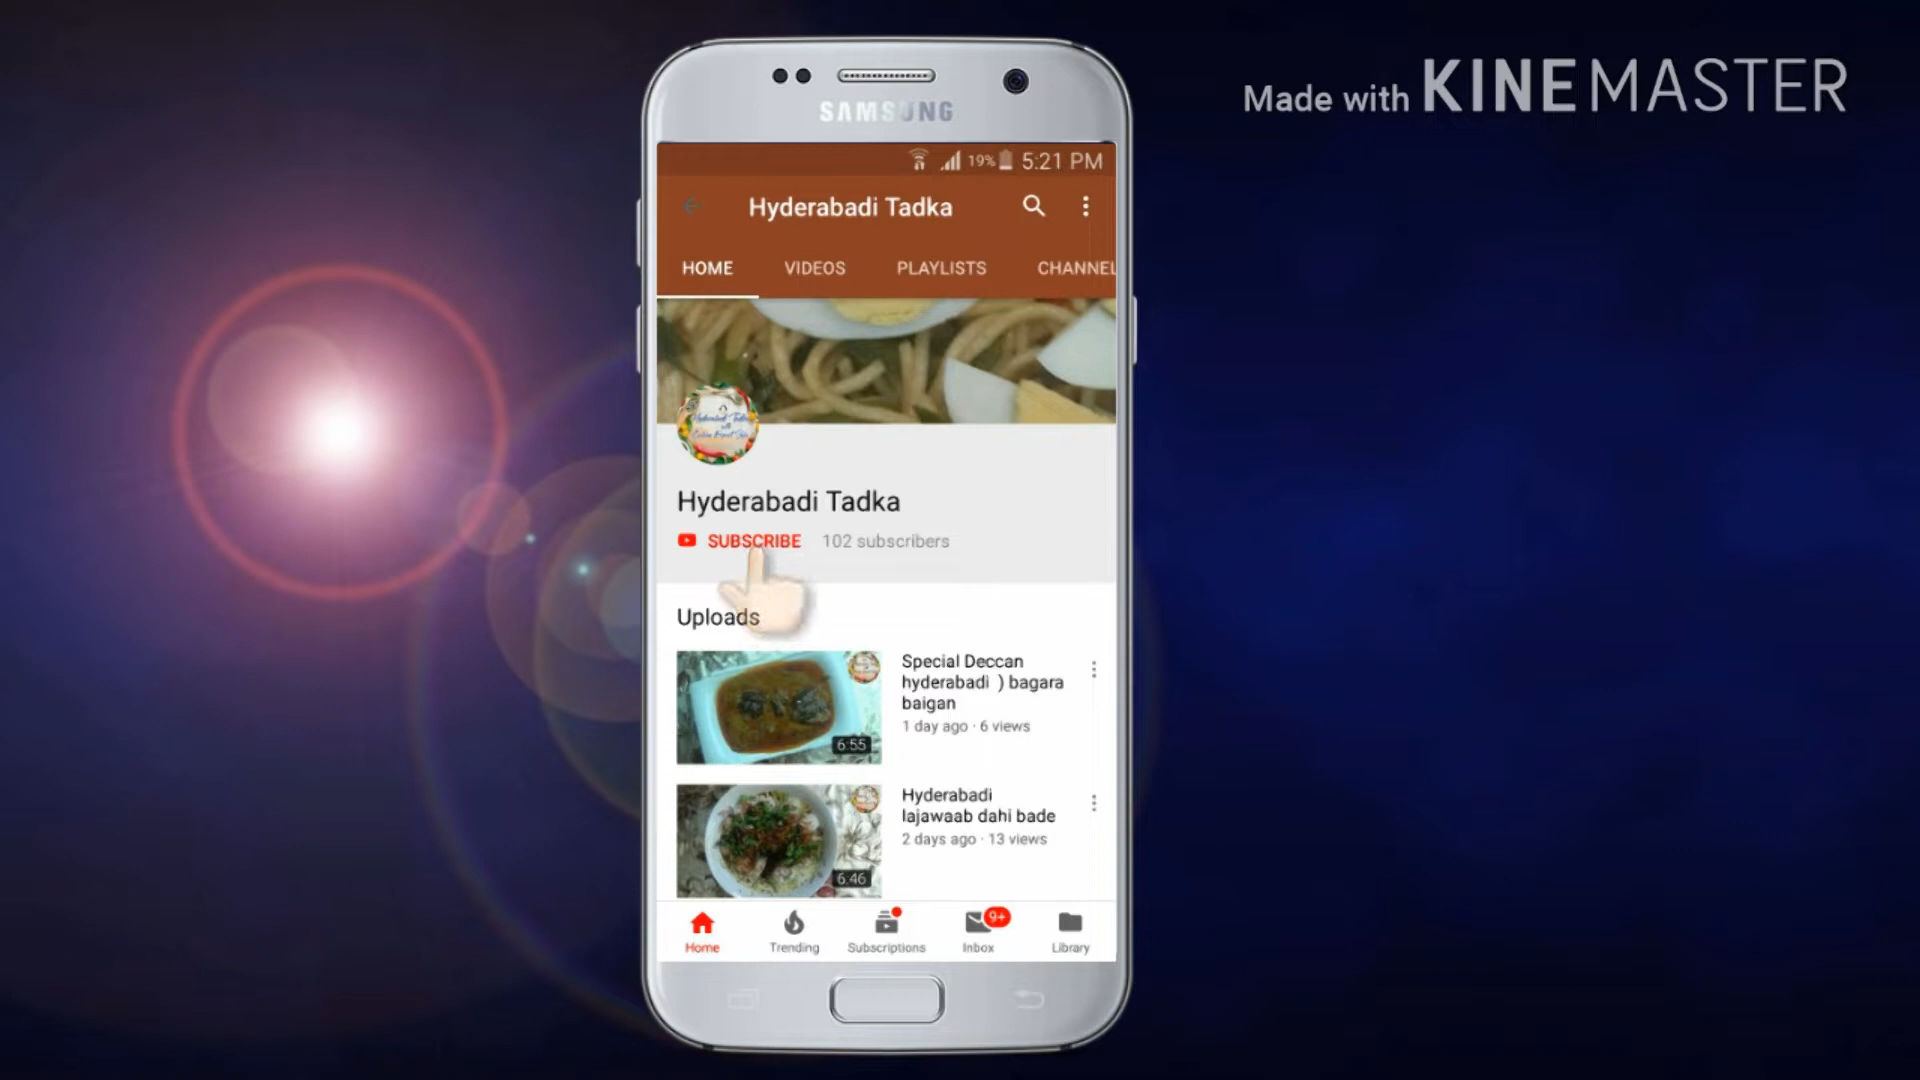 Made with KINEMASTER
SAMSUNG
19% 5:21 PM
Hyderabadi Tadka
HOME VIDEOS PLAYLISTS CHANNEL
Hyderabadi Tadka
SUBSCRIBE 102 subscribers
Uploads
Special Deccan
hyderabadi ) bagara
baigan
1 day ago · 6 views
6:55
Hyderabadi
lajawaab dahi bade
2 days ago · 13 views
6:46
9+
Home Trending Subscriptions Inbox Library